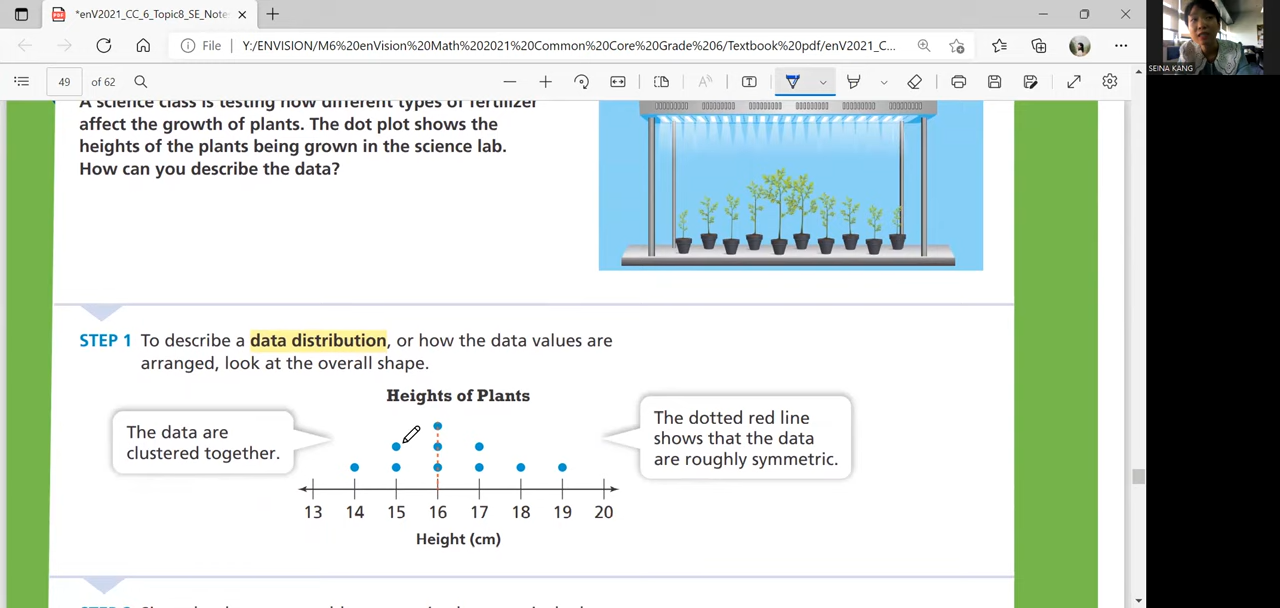 *enV2021_CC_6_Topic8_SE_Note
File
Y:/ENVISION/M6%20enVision%20Math%202021%20Common%20Core%20Grade%206/Textbook%20pdf/enV2021_C...
49 of 62
SEINA KANG
A science class is testing how different types of fertilizer
affect the growth of plants. The dot plot shows the
heights of the plants being grown in the science lab.
How can you describe the data?
STEP 1 To describe a data distribution, or how the data values are
arranged, look at the overall shape.
Heights of Plants
The data are
clustered together.
The dotted red line
shows that the data
are roughly symmetric.
13 14 15 16 17 18 19 20
Height (cm)